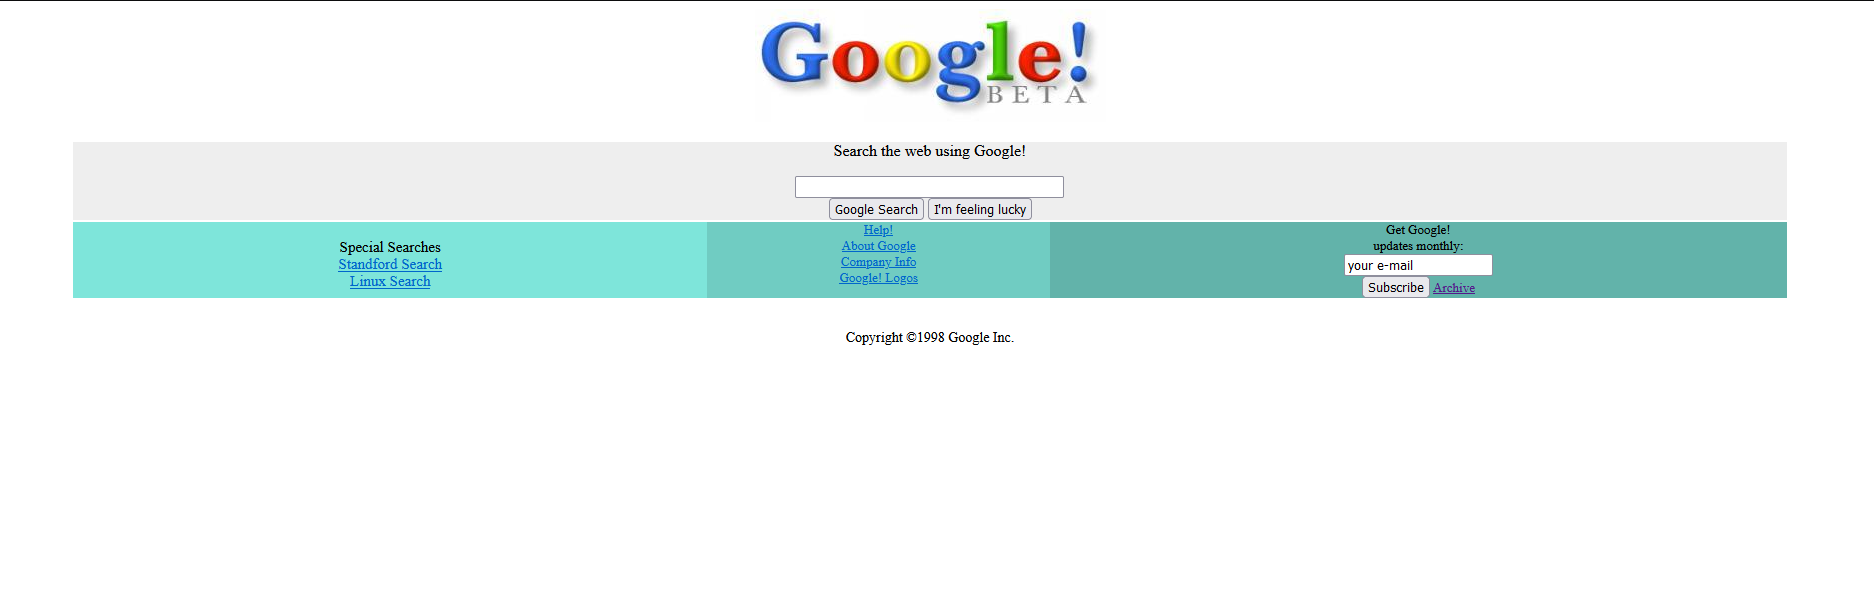 Google!
BETA
Search the web using Google!
Google Search I'm feeling lucky
Special Searches
Standford Search
Linux Search
Help!
About Google
Company Info
Google! Logos
Get Google!
updates monthly:
your e-mail
Subscribe Archive
Copyright ©1998 Google Inc.